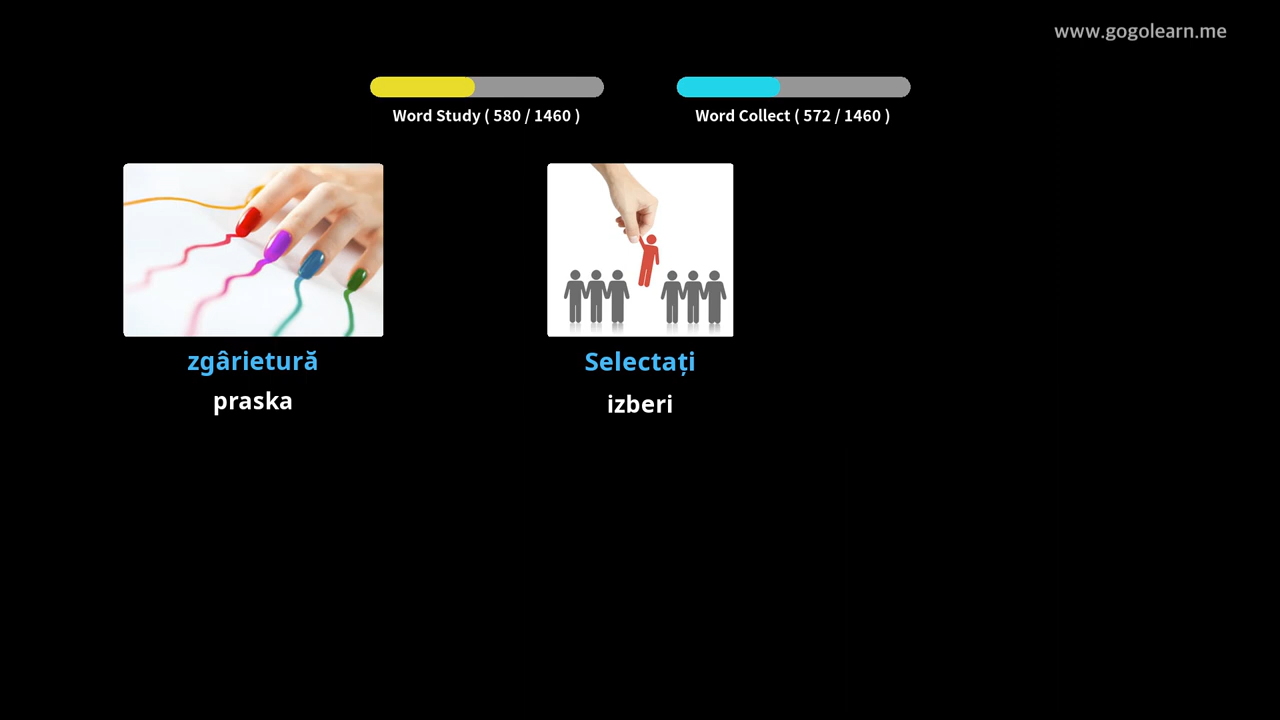 www.gogolearn.me
Word Study ( 580 / 1460 )
Word Collect ( 572 / 1460 )
zgârietură
praska
Selectați
izberi